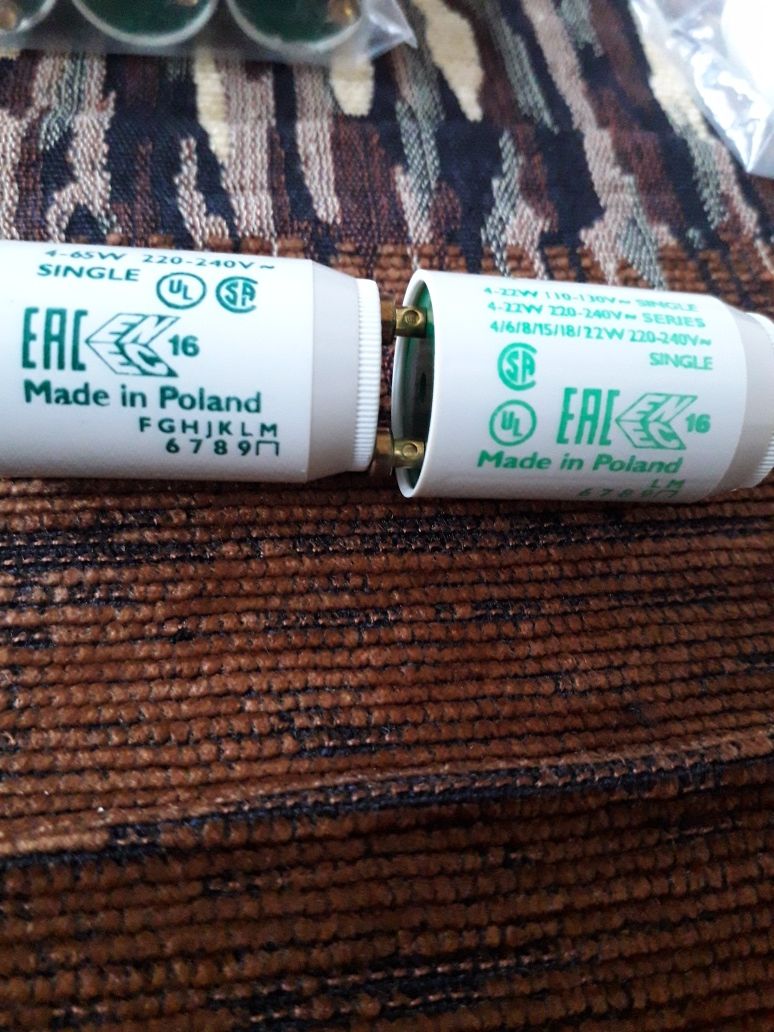 4-65W 220-240V~
SINGLE UL SA
EAC ENEC 16
Made in Poland
FGHJKLM
6789
4-22W 110-130V~ SINGLE
4-22W 220-240V~ SERIES
4/6/8/15/18/22W 220-240V~
SINGLE
SA
UL EAC ENEC 16
Made in Poland
LM
6789